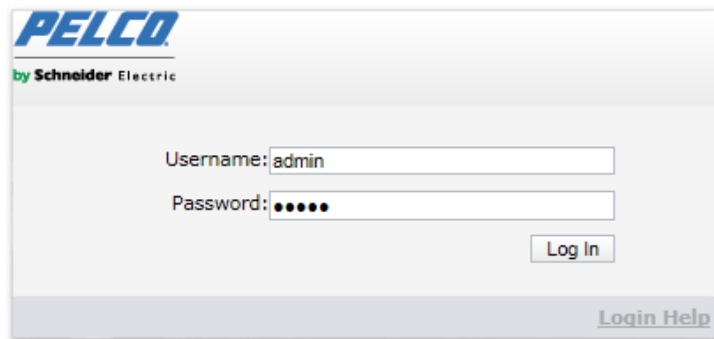 PELCO
by Schneider Electric
Username: admin
Password: •••••
Log In
Login Help